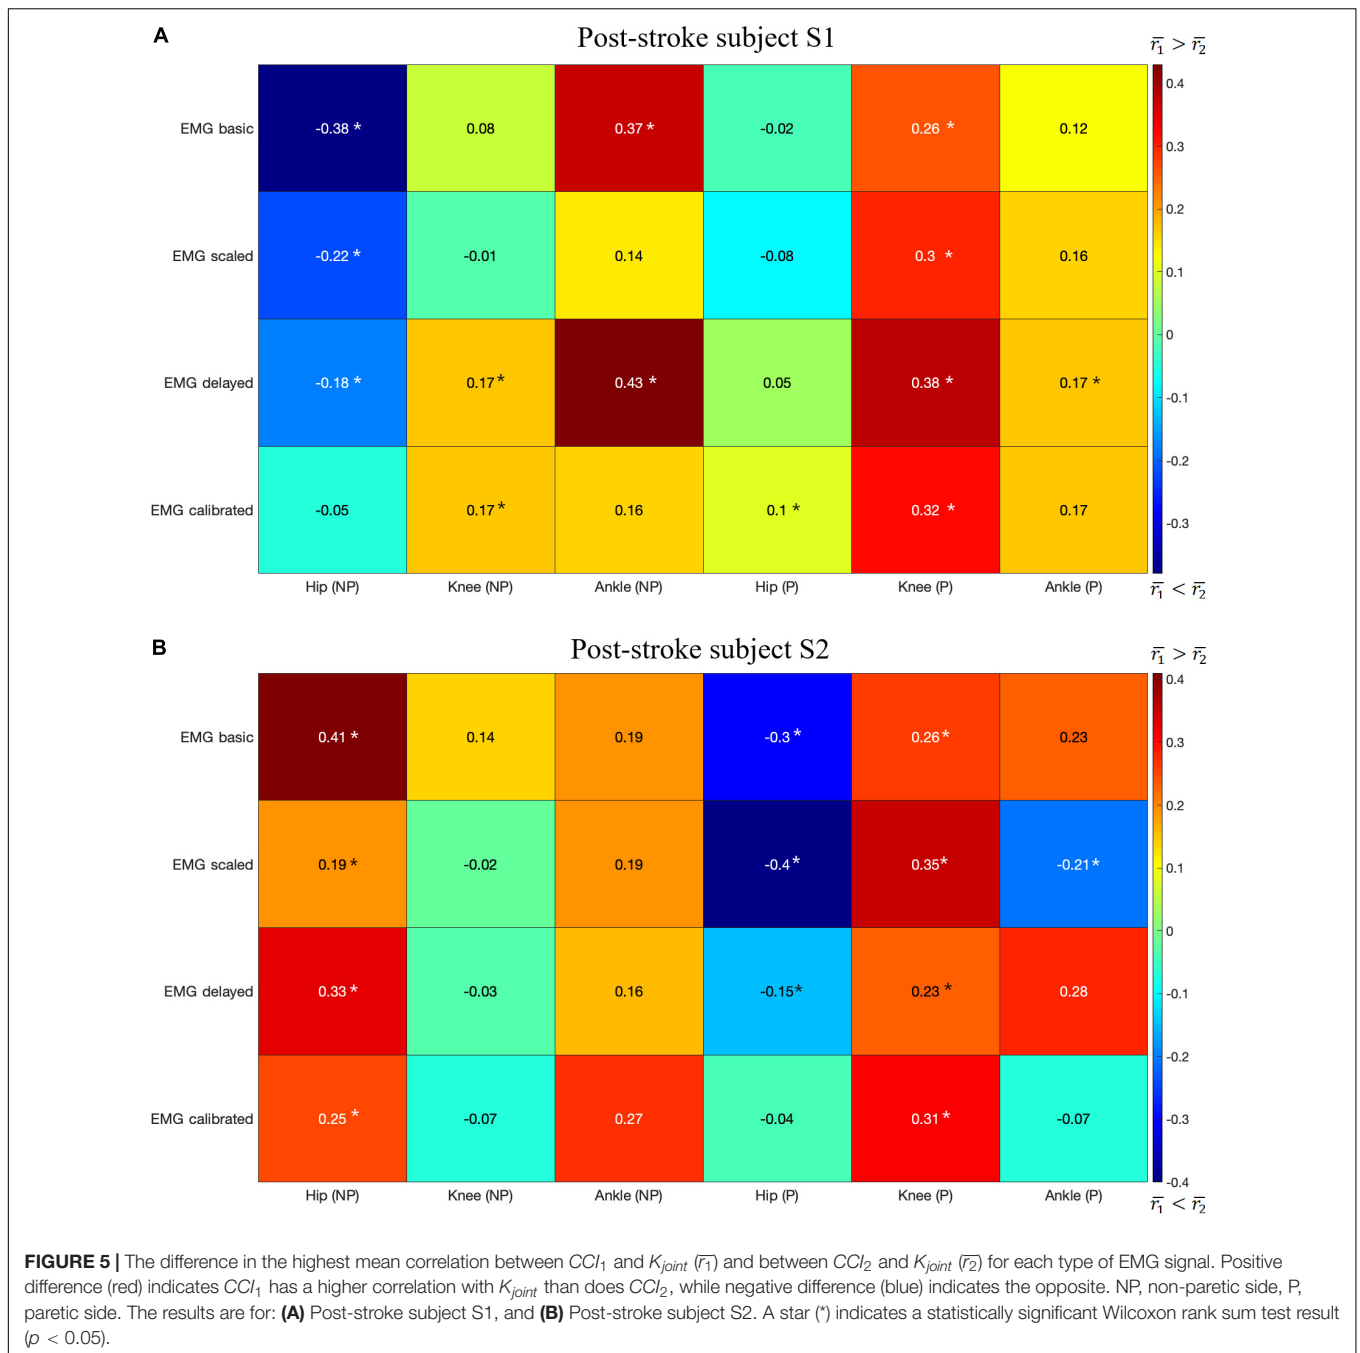 A
Post-stroke subject S1
r̅₁ > r̅₂
EMG basic -0.38 * 0.08 0.37 * -0.02 0.26 * 0.12
EMG scaled -0.22 * -0.01 0.14 -0.08 0.3 * 0.16
EMG delayed -0.18 * 0.17 * 0.43 * 0.05 0.38 * 0.17 *
EMG calibrated -0.05 0.17 * 0.16 0.1 * 0.32 * 0.17
Hip (NP) Knee (NP) Ankle (NP) Hip (P) Knee (P) Ankle (P)
0.4
0.3
0.2
0.1
0
-0.1
-0.2
-0.3
r̅₁ < r̅₂
B
Post-stroke subject S2
r̅₁ > r̅₂
EMG basic 0.41 * 0.14 0.19 -0.3 * 0.26 * 0.23
EMG scaled 0.19 * -0.02 0.19 -0.4 * 0.35 * -0.21 *
EMG delayed 0.33 * -0.03 0.16 -0.15 * 0.23 * 0.28
EMG calibrated 0.25 * -0.07 0.27 -0.04 0.31 * -0.07
Hip (NP) Knee (NP) Ankle (NP) Hip (P) Knee (P) Ankle (P)
0.4
0.3
0.2
0.1
0
-0.1
-0.2
-0.3
-0.4
r̅₁ < r̅₂
FIGURE 5 | The difference in the highest mean correlation between CCI₁ and K_joint (r̅₁) and between CCI₂ and K_joint (r̅₂) for each type of EMG signal. Positive
difference (red) indicates CCI₁ has a higher correlation with K_joint than does CCI₂, while negative difference (blue) indicates the opposite. NP, non-paretic side, P,
paretic side. The results are for: (A) Post-stroke subject S1, and (B) Post-stroke subject S2. A star (*) indicates a statistically significant Wilcoxon rank sum test result
(p < 0.05).